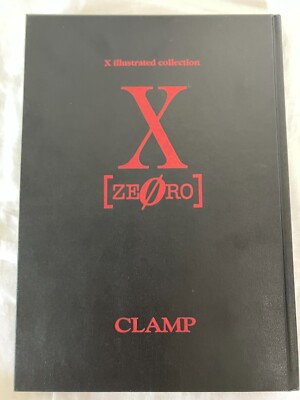 X illustrated collection
X
[ZEØRO]
CLAMP